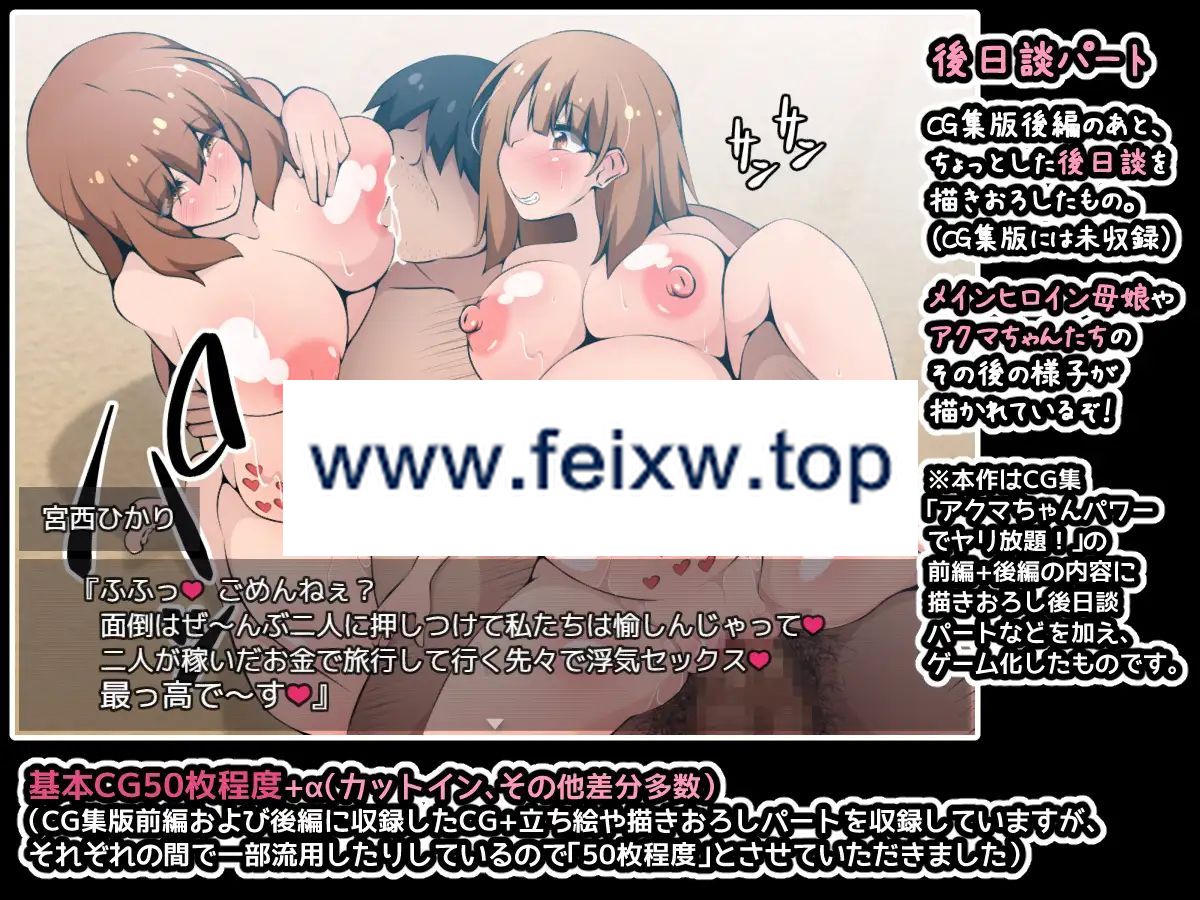 後日談パート
CG集版後編のあと、
ちょっとした後日談を
描きおろしたもの。
(CG集版には未収録)
メインヒロイン母娘や
アクマちゃんたちの
その後の様子が
描かれているぞ!
※本作はCG集
「アクマちゃんパワー
でヤリ放題!」の
前編+後編の内容に
描きおろし後日談
パートなどを加え、
ゲーム化したものです。
サンサン
www.feixw.top
宮西ひかり
『ふふっ♥ ごめんねぇ?
面倒はぜ〜んぶ二人に押しつけて私たちは愉しんじゃって♥
二人が稼いだお金で旅行して行く先々で浮気セックス♥
最っ高で〜す♥』
基本CG50枚程度+α(カットイン、その他差分多数)
(CG集版前編および後編に収録したCG+立ち絵や描きおろしパートを収録していますが、
それぞれの間で一部流用したりしているので「50枚程度」とさせていただきました)